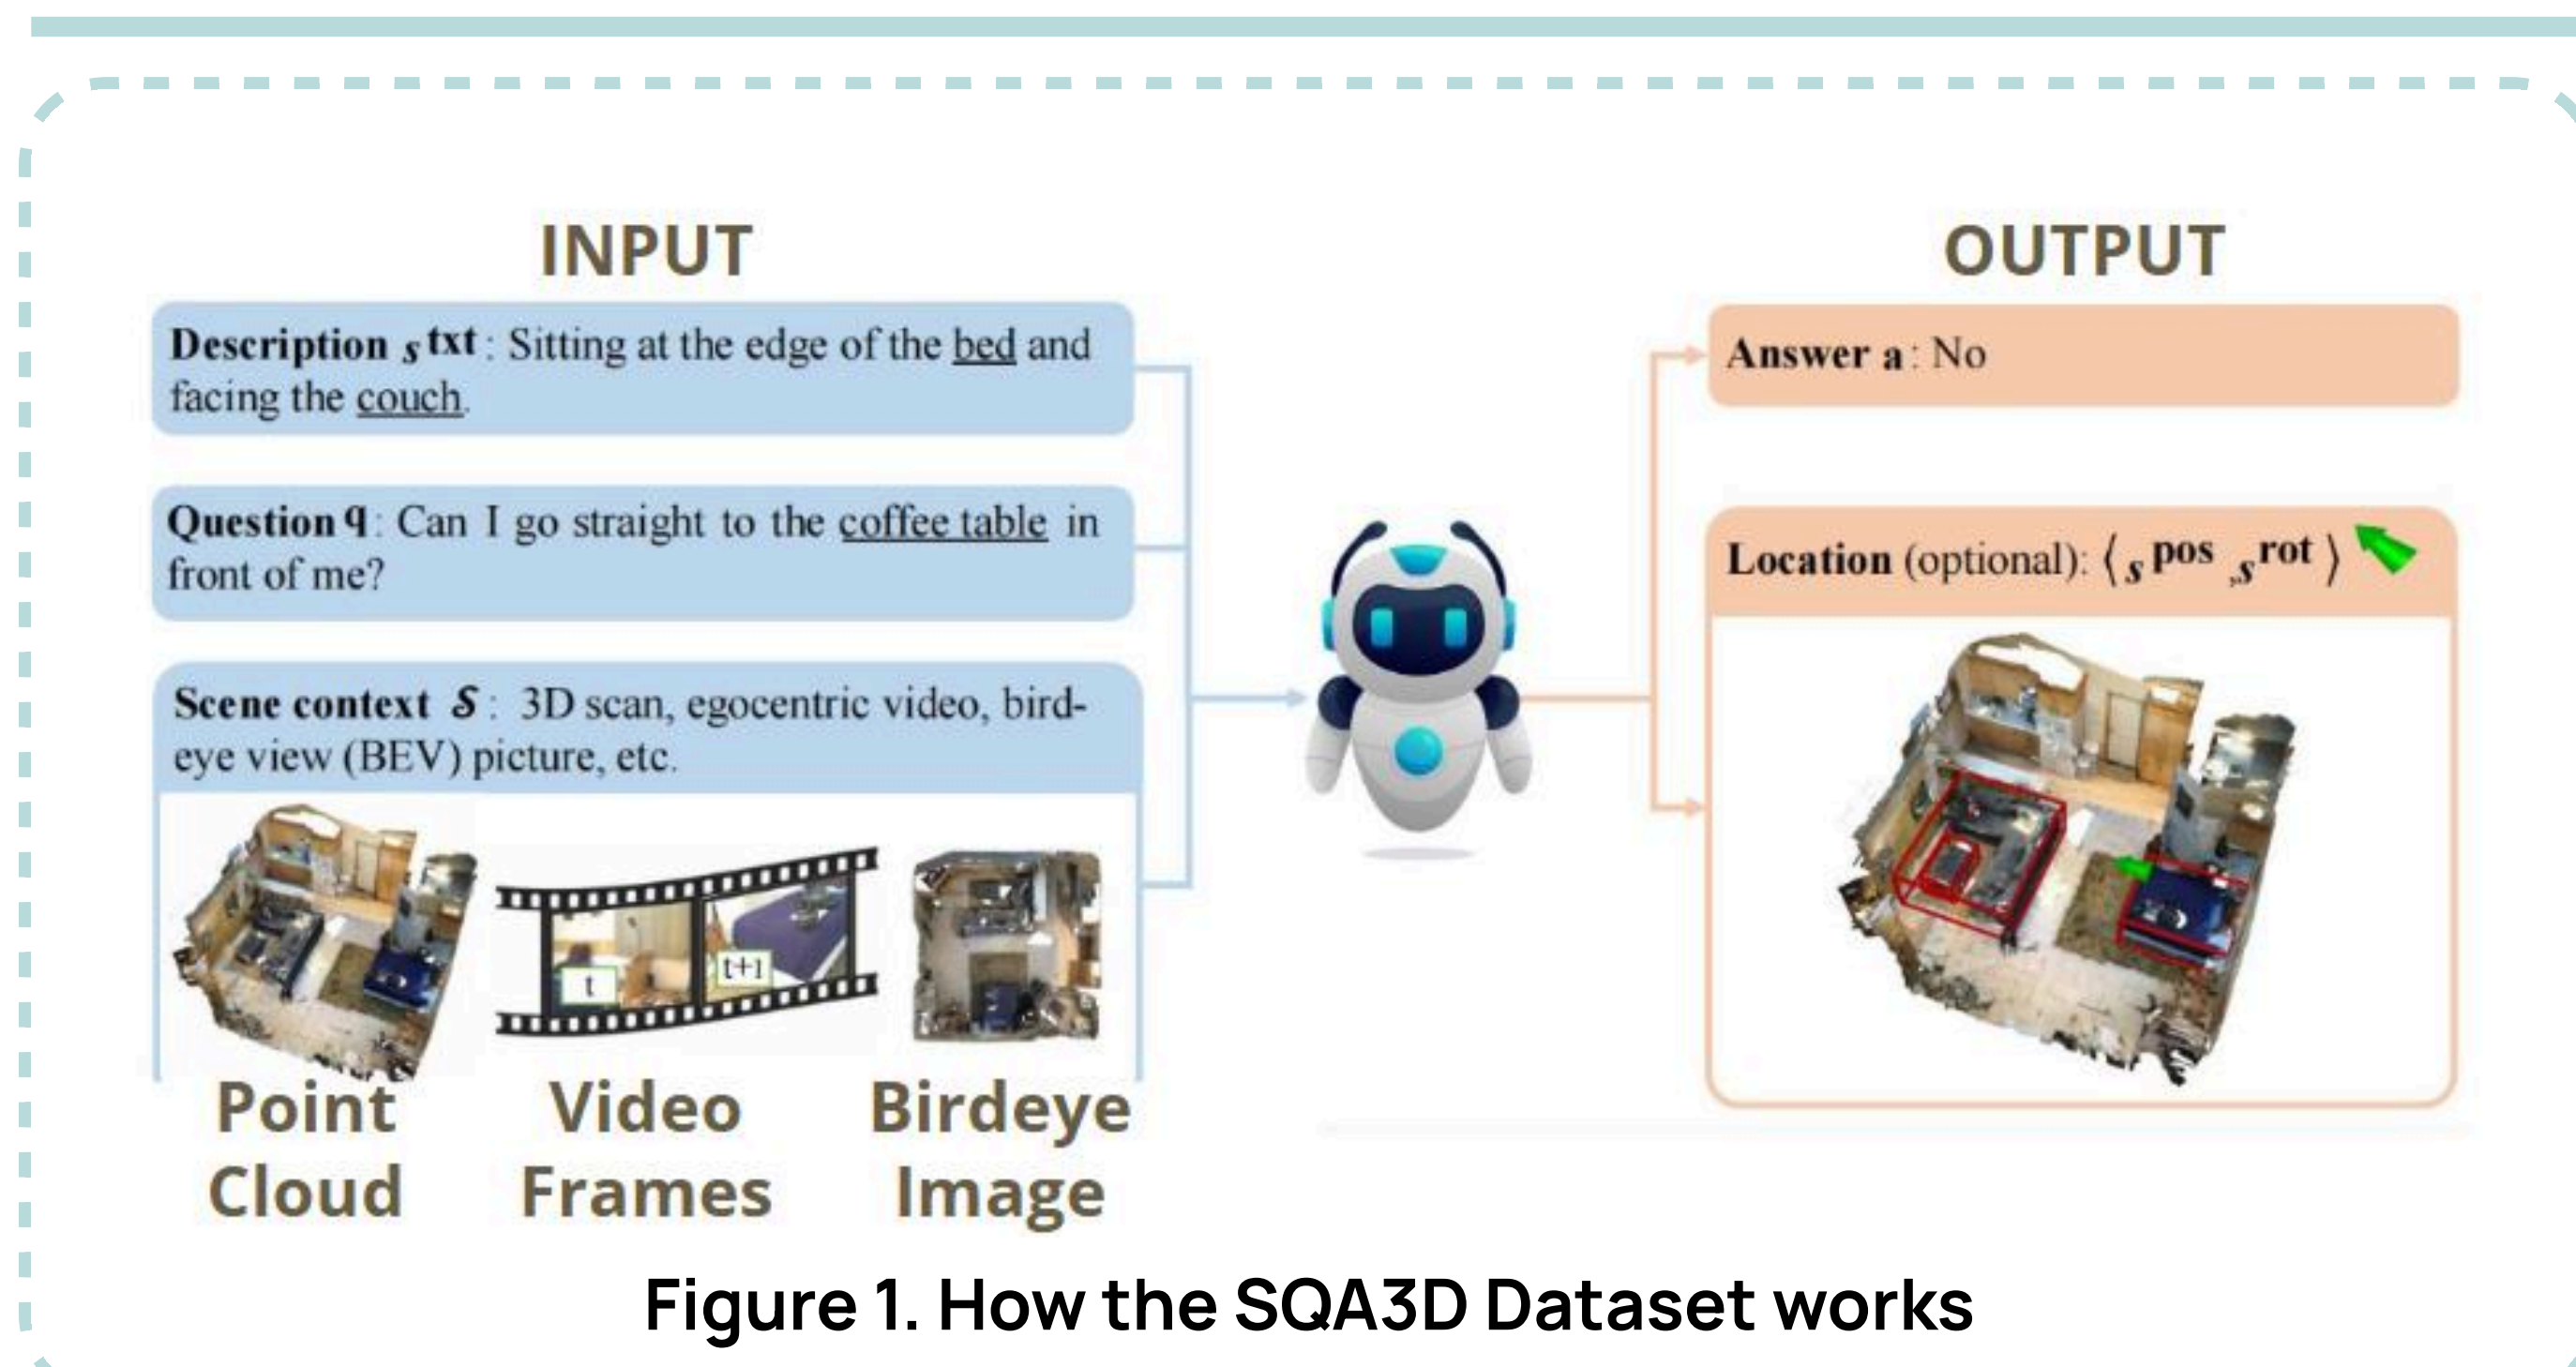 INPUT
Description s txt : Sitting at the edge of the bed and
facing the couch.
Question q: Can I go straight to the coffee table in
front of me?
Scene context S : 3D scan, egocentric video, bird-
eye view (BEV) picture, etc.
t
t+1
Point
Cloud
Video
Frames
Birdeye
Image
OUTPUT
Answer a: No
Location (optional): ⟨ s pos ,s rot ⟩
Figure 1. How the SQA3D Dataset works